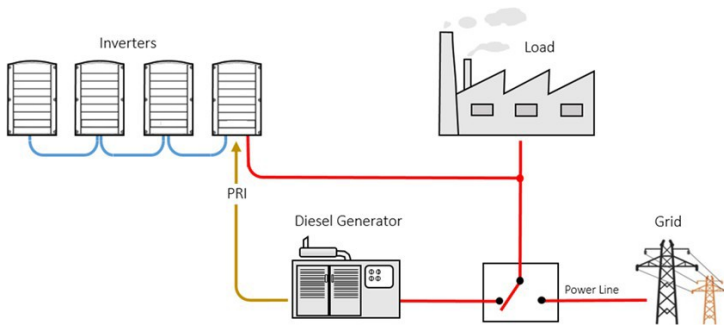 Inverters
Load
PRI
Diesel Generator
Grid
Power Line